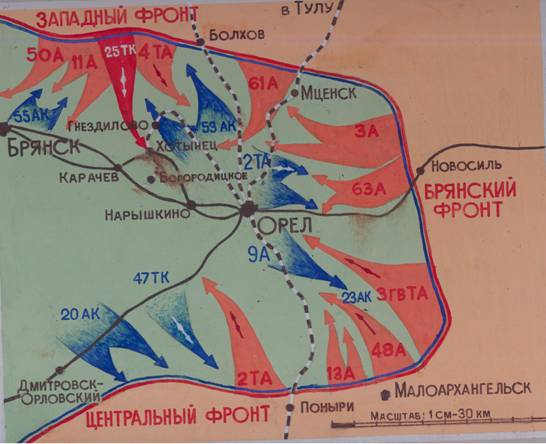 ЗАПАДНЫЙ ФРОНТ
В ТУЛУ
БОЛХОВ
50А
11А
25ТК
4ТА
61А
МЦЕНСК
55АК
ГНЕЗДИЛОВО
53АК
3А
БРЯНСК
ХОТЫНЕЦ
2ТА
НОВОСИЛЬ
КАРАЧЕВ
БОГОРОДИЦКОЕ
63А
БРЯНСКИЙ
ФРОНТ
НАРЫШКИНО
ОРЕЛ
9А
47ТК
23АК
3ГВТА
20АК
48А
ДМИТРОВСК-
ОРЛОВСКИЙ
2ТА
13А
МАЛОАРХАНГЕЛЬСК
ЦЕНТРАЛЬНЫЙ ФРОНТ
ПОНЫРИ
МАСШТАБ: 1СМ-30 КМ